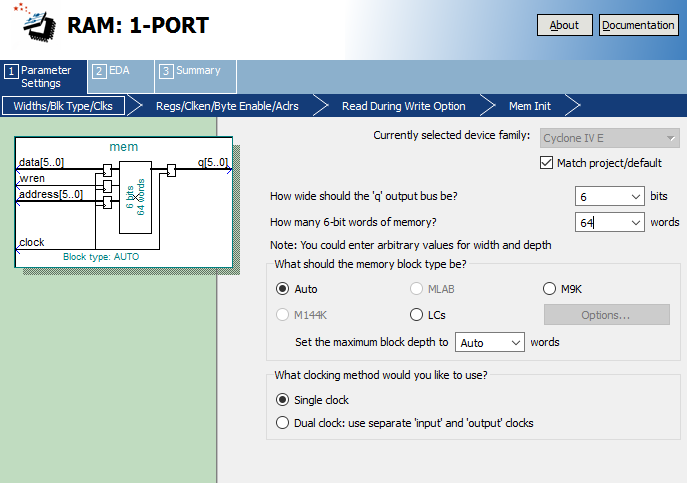 RAM: 1-PORT
About
Documentation
1 Parameter Settings
2 EDA
3 Summary
Widths/Blk Type/Clks
Regs/Clken/Byte Enable/Aclrs
Read During Write Option
Mem Init
mem
data[5..0]
q[5..0]
wren
address[5..0]
6 bits
64 words
clock
Block type: AUTO
Currently selected device family: Cyclone IV E
Match project/default
How wide should the 'q' output bus be? 6 bits
How many 6-bit words of memory? 64 words
Note: You could enter arbitrary values for width and depth
What should the memory block type be?
Auto MLAB M9K
M144K LCs Options...
Set the maximum block depth to Auto words
What clocking method would you like to use?
Single clock
Dual clock: use separate 'input' and 'output' clocks